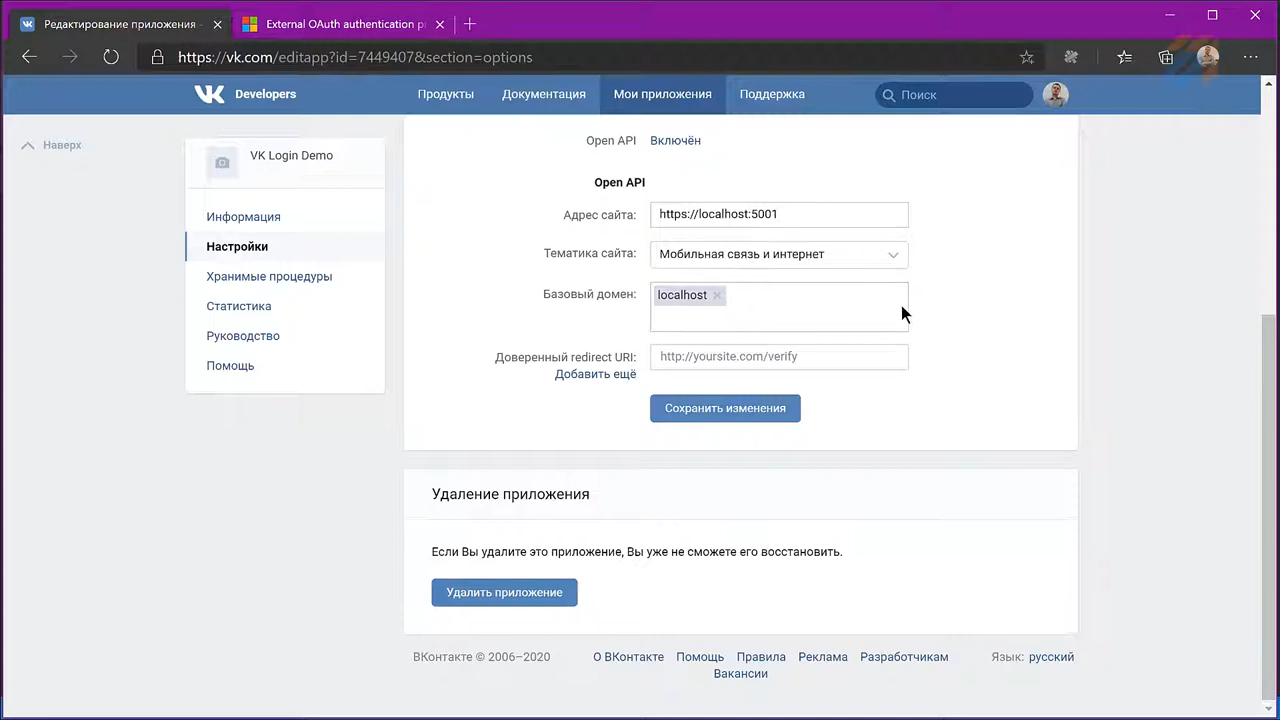 Редактирование приложения -
External OAuth authentication pr
https://vk.com/editapp?id=7449407&section=options
Developers
Продукты
Документация
Мои приложения
Поддержка
Поиск
Наверх
VK Login Demo
Информация
Настройки
Хранимые процедуры
Статистика
Руководство
Помощь
Open API Включён
Open API
Адрес сайта: https://localhost:5001
Тематика сайта: Мобильная связь и интернет
Базовый домен: localhost
Доверенный redirect URI: http://yoursite.com/verify
Добавить ещё
Сохранить изменения
Удаление приложения
Если Вы удалите это приложение, Вы уже не сможете его восстановить.
Удалить приложение
ВКонтакте © 2006–2020 О ВКонтакте Помощь Правила Реклама Разработчикам Язык: русский
Вакансии